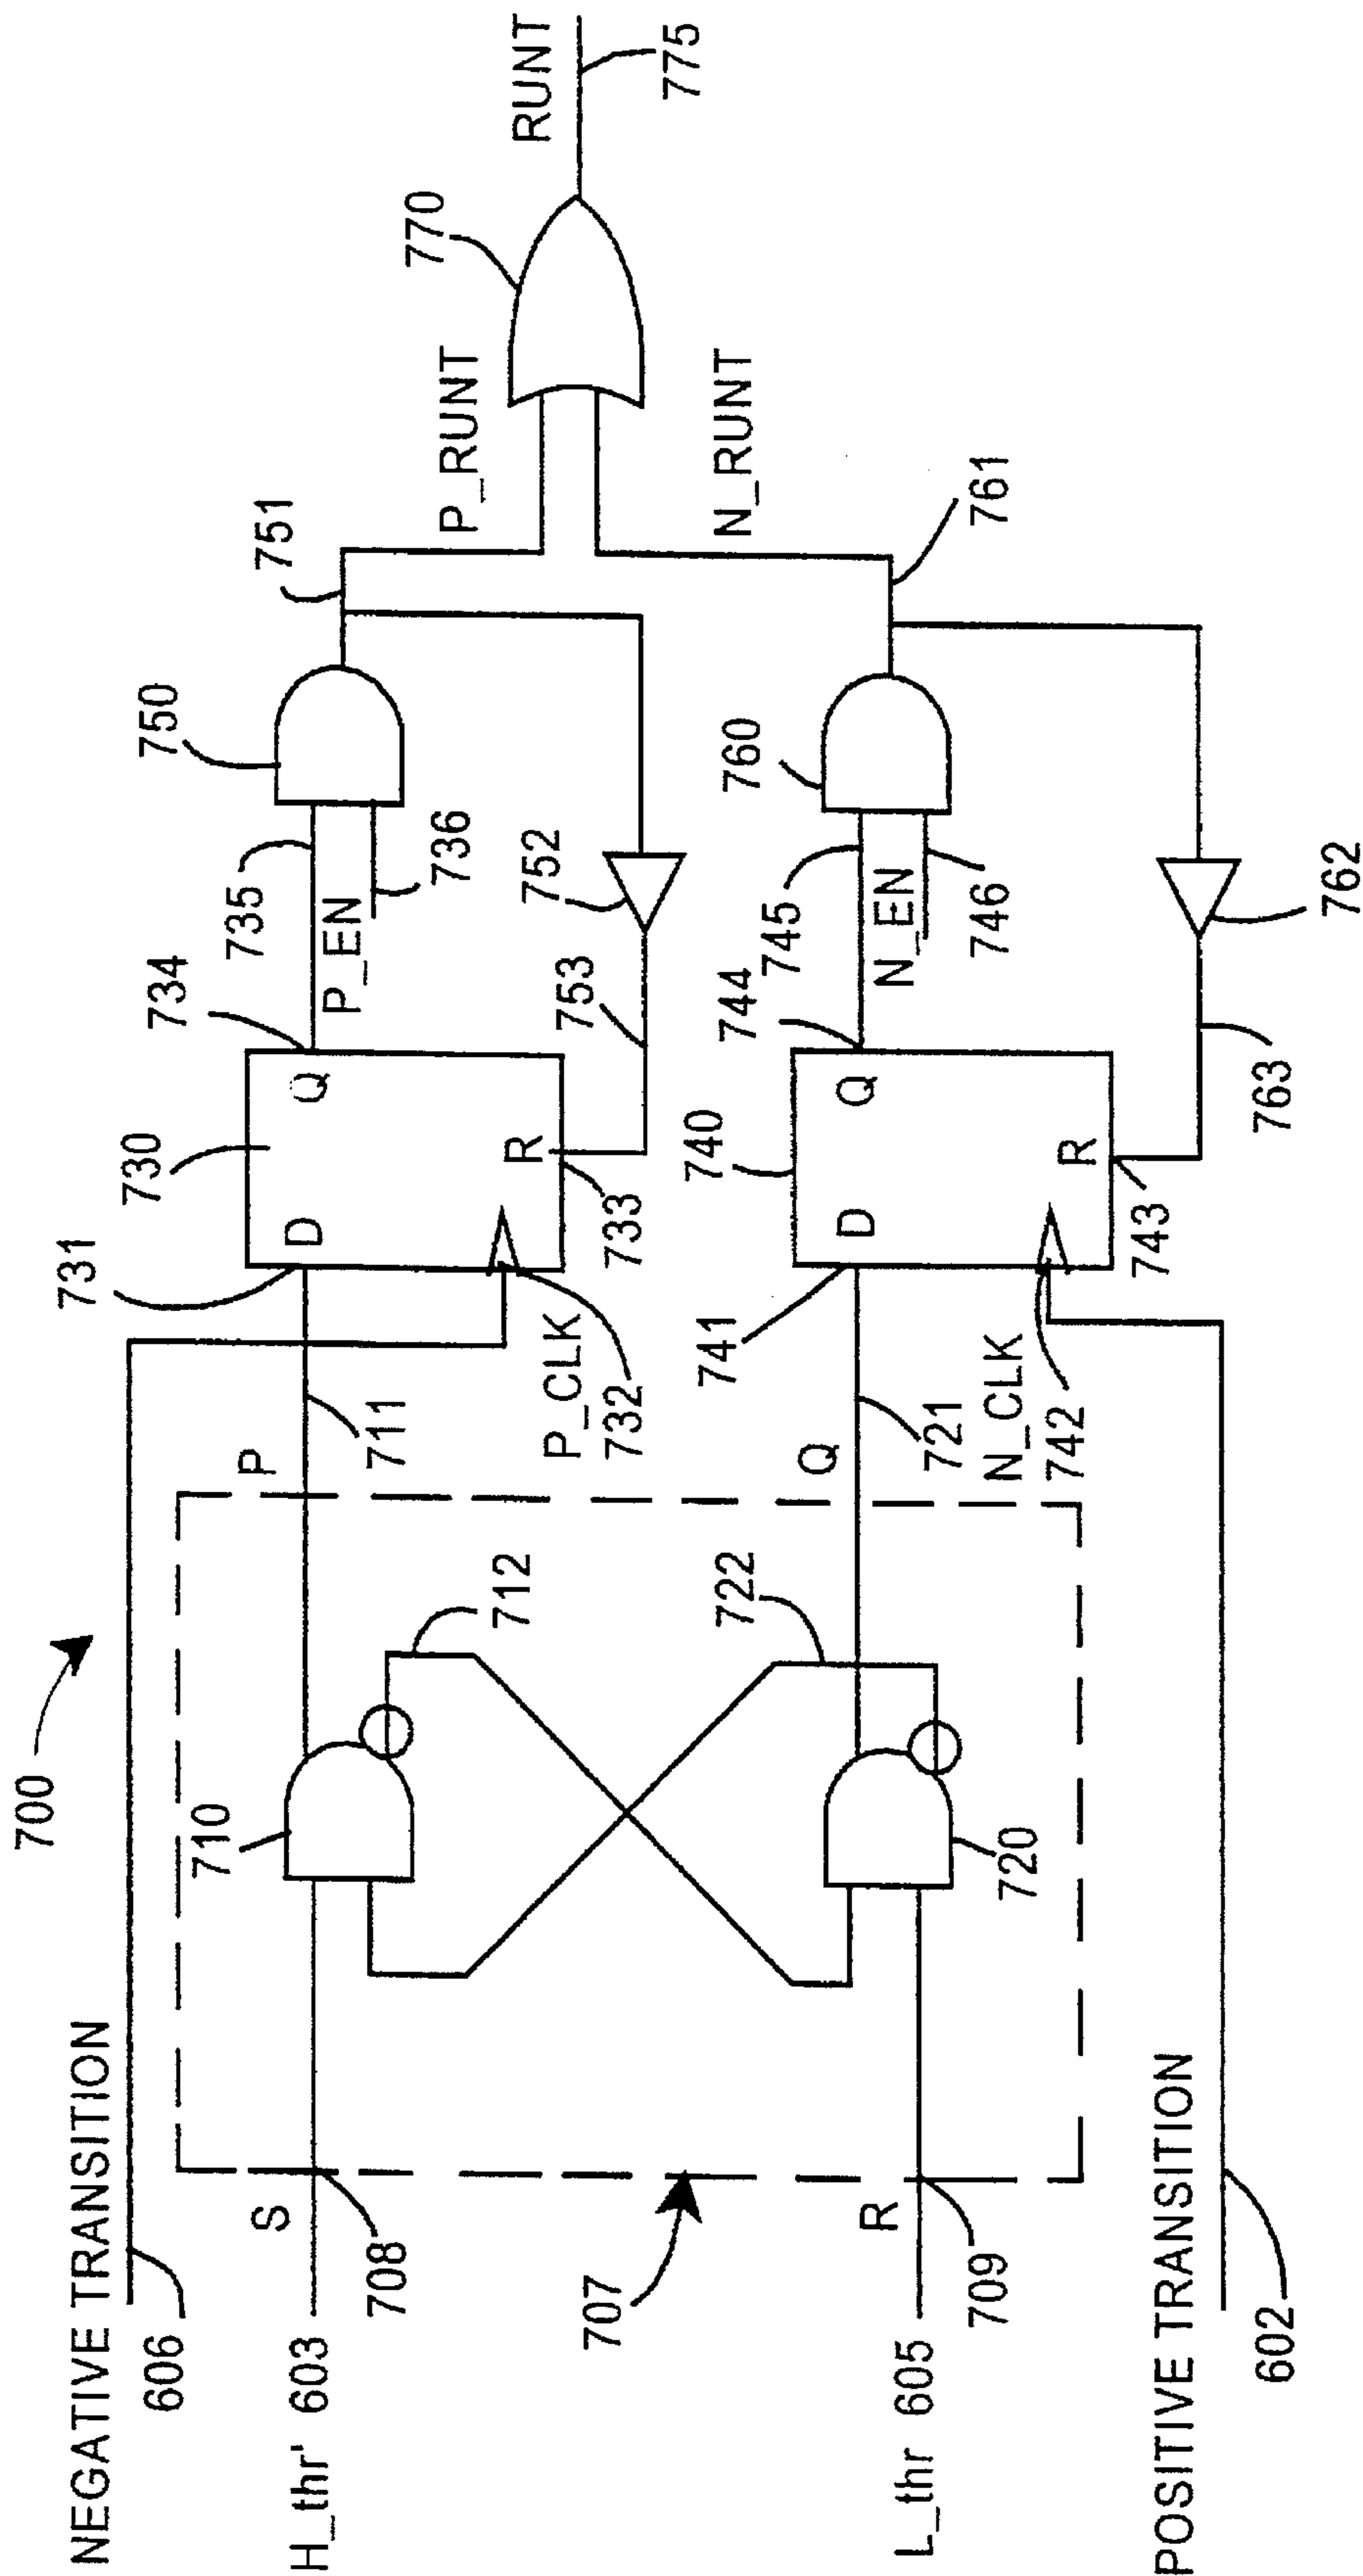 700
NEGATIVE TRANSITION
606
H_thr' 603
S
708
707
L_thr 605
R
709
POSITIVE TRANSITION
602
710
712
720
722
P
711
Q
721
P_CLK
732
N_CLK
742
731
730
D
Q
R
733
734
741
740
D
Q
R
743
744
735
P_EN
736
750
752
753
745
N_EN
746
760
762
763
751
P_RUNT
N_RUNT
761
770
RUNT
775